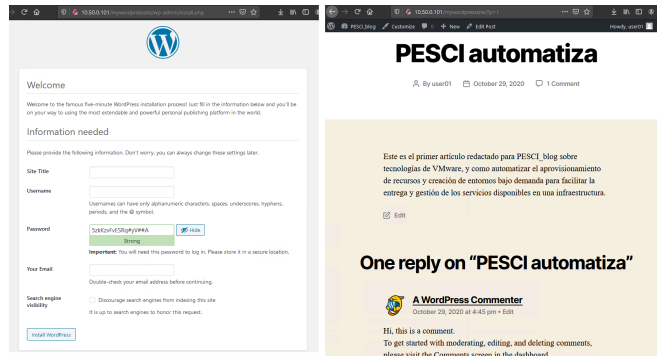 10.50.0.101/mywordpresssite/wp-admin/install.php
Welcome
Welcome to the famous five-minute WordPress installation process! Just fill in the information below and you'll be
on your way to using the most extendable and powerful personal publishing platform in the world.
Information needed
Please provide the following information. Don't worry, you can always change these settings later.
Site Title
Username
Usernames can have only alphanumeric characters, spaces, underscores, hyphens,
periods, and the @ symbol.
Password
Hide
Strong
Important: You will need this password to log in. Please store it in a secure location.
Your Email
Double-check your email address before continuing.
Search engine
visibility
Discourage search engines from indexing this site
It is up to search engines to honor this request.
Install WordPress
10.50.0.101/mywordpresssite/?p=1
PESCI_blog Customize 0 + New Edit Post Howdy, user01
PESCI automatiza
By user01 October 29, 2020 1 Comment
Este es el primer artículo redactado para PESCI_blog sobre
tecnologías de VMware, y como automatizar el aprovisionamiento
de recursos y creación de entornos bajo demanda para facilitar la
entrega y gestión de los servicios disponibles en una infraestructura.
Edit
One reply on “PESCI automatiza”
A WordPress Commenter
October 29, 2020 at 4:45 pm • Edit
Hi, this is a comment.
To get started with moderating, editing, and deleting comments,
please visit the Comments screen in the dashboard.